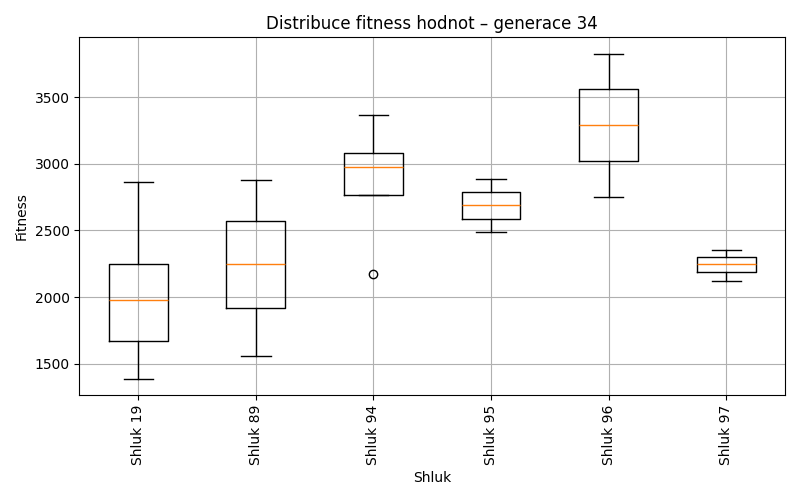 Distribuce fitness hodnot – generace 34
Fitness
3500
3000
2500
2000
1500
Shluk 19
Shluk 89
Shluk 94
Shluk 95
Shluk 96
Shluk 97
Shluk